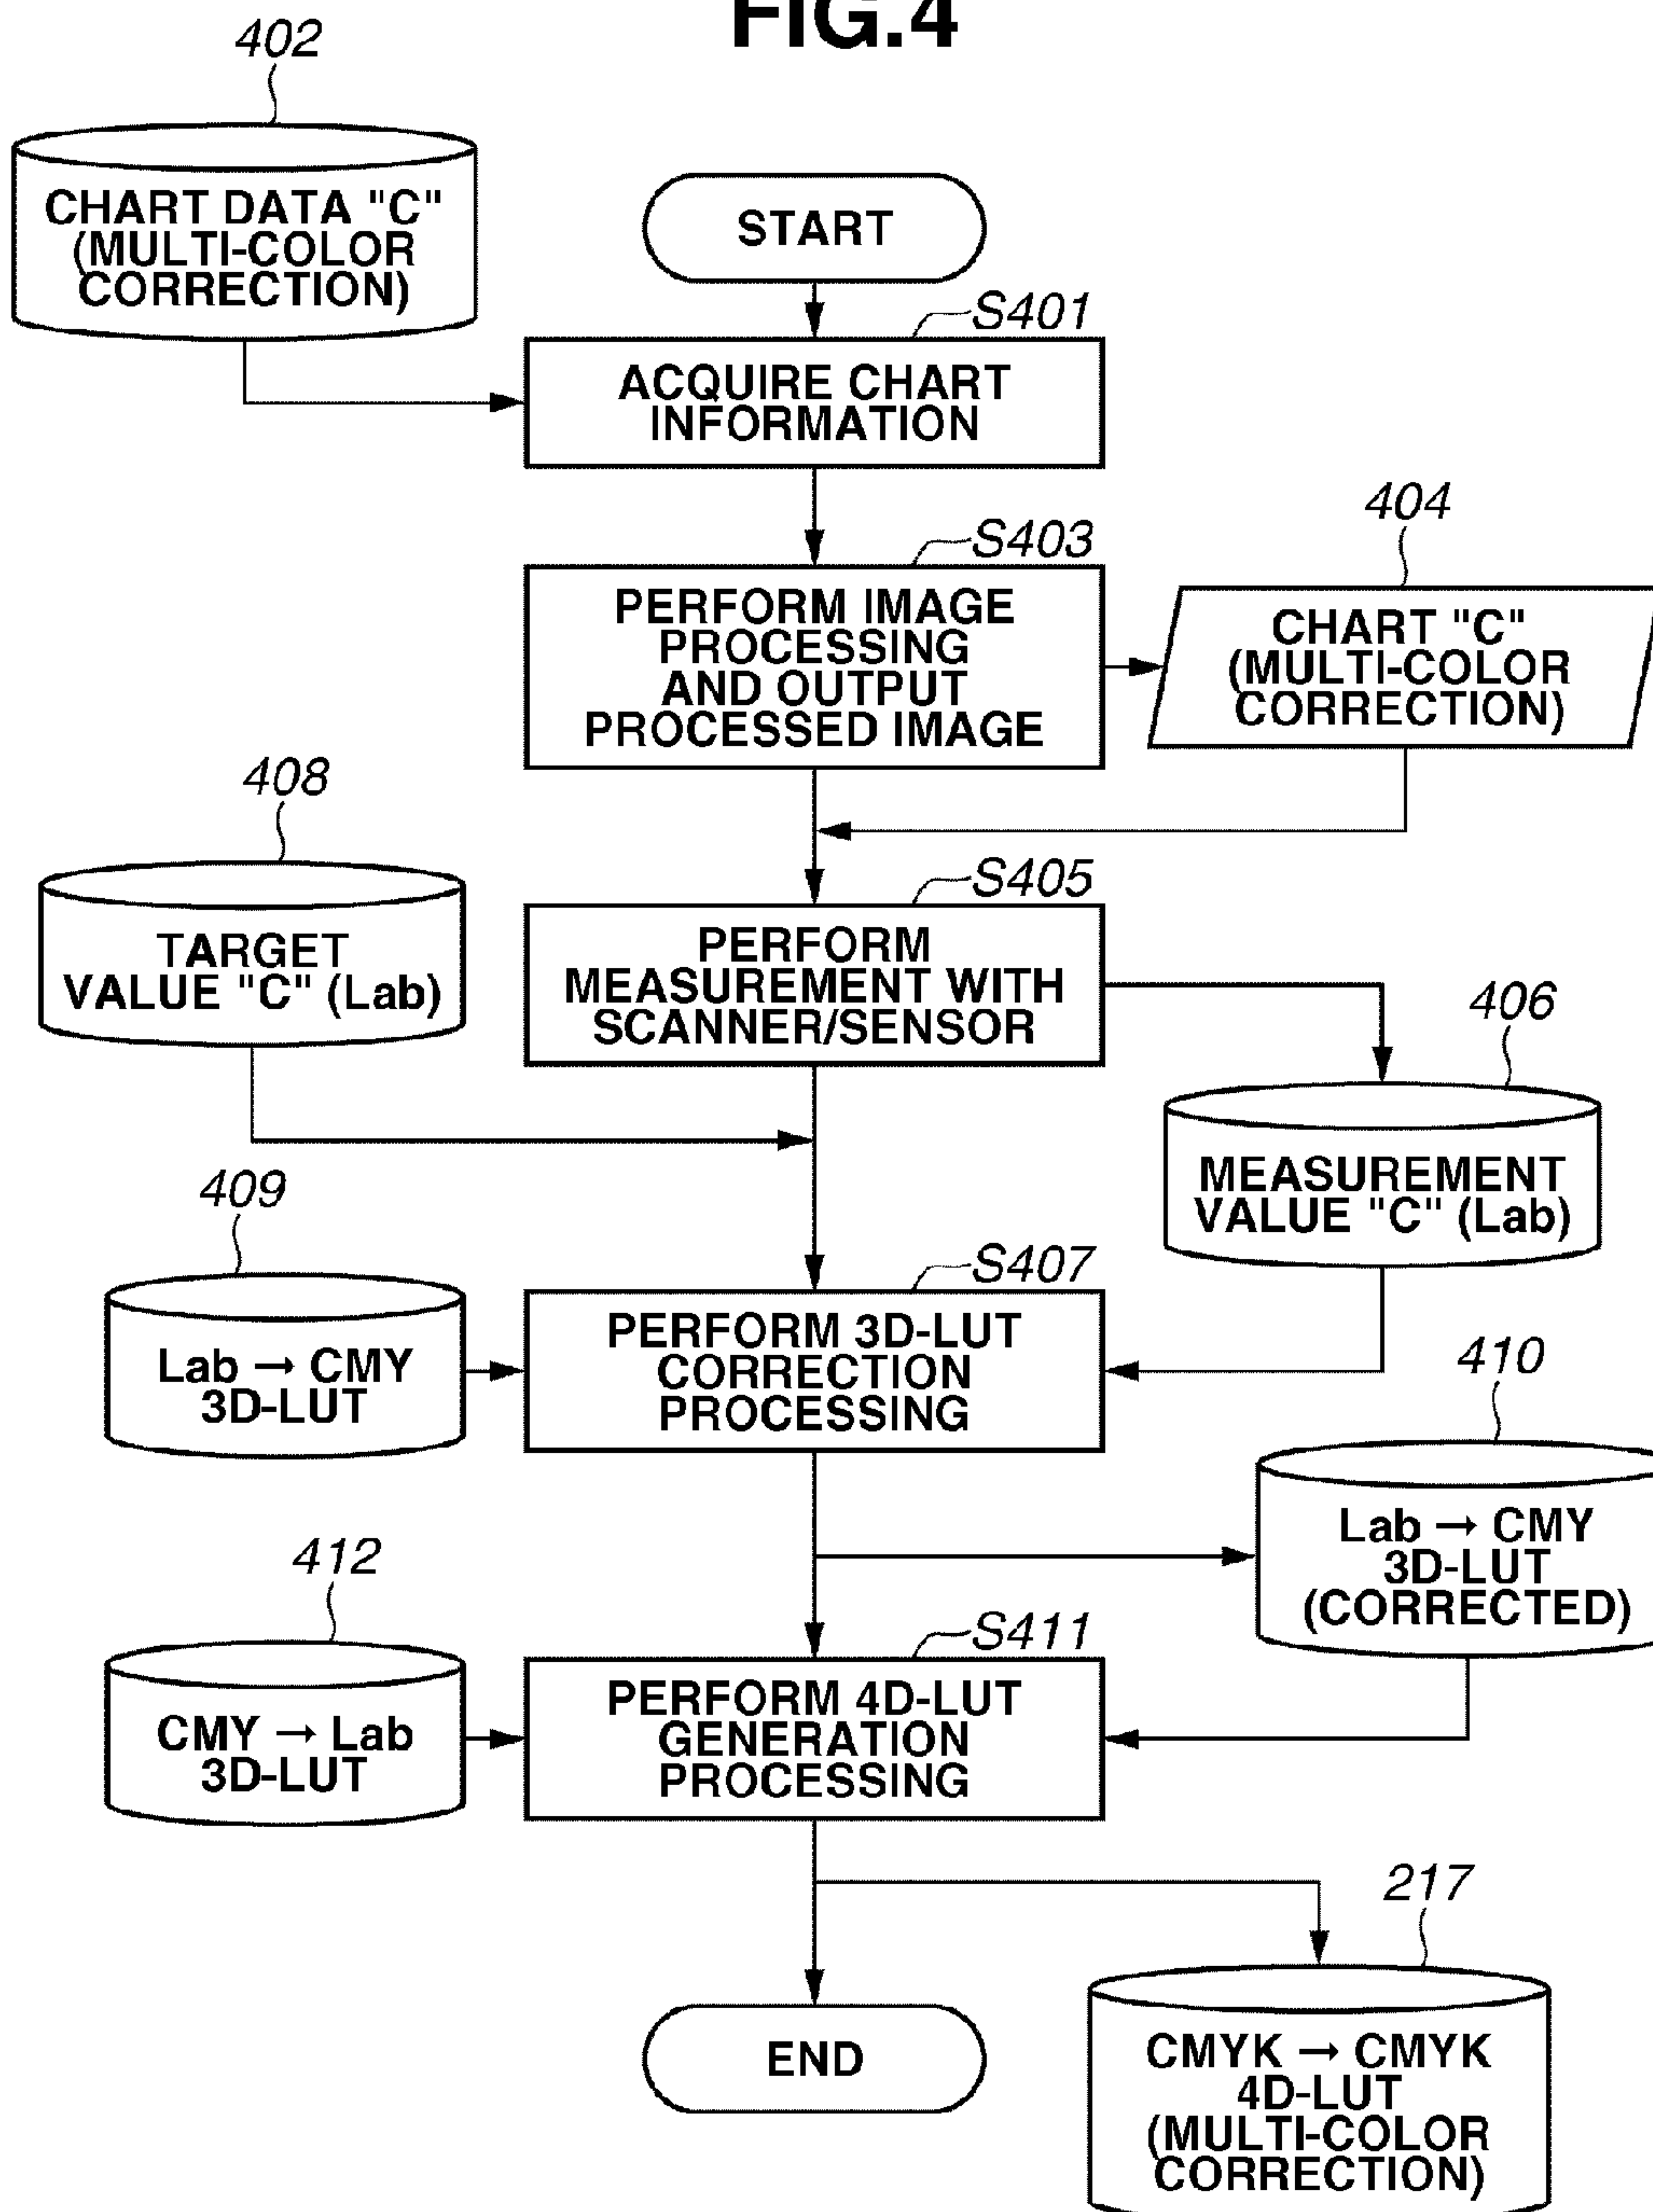 FIG.4
402
CHART DATA "C"
(MULTI-COLOR
CORRECTION)
START
S401
ACQUIRE CHART
INFORMATION
S403
PERFORM IMAGE
PROCESSING
AND OUTPUT
PROCESSED IMAGE
404
CHART "C"
(MULTI-COLOR
CORRECTION)
408
TARGET
VALUE "C" (Lab)
S405
PERFORM
MEASUREMENT WITH
SCANNER/SENSOR
406
MEASUREMENT
VALUE "C" (Lab)
409
Lab → CMY
3D-LUT
S407
PERFORM 3D-LUT
CORRECTION
PROCESSING
410
Lab → CMY
3D-LUT
(CORRECTED)
412
CMY → Lab
3D-LUT
S411
PERFORM 4D-LUT
GENERATION
PROCESSING
217
CMYK → CMYK
4D-LUT
(MULTI-COLOR
CORRECTION)
END